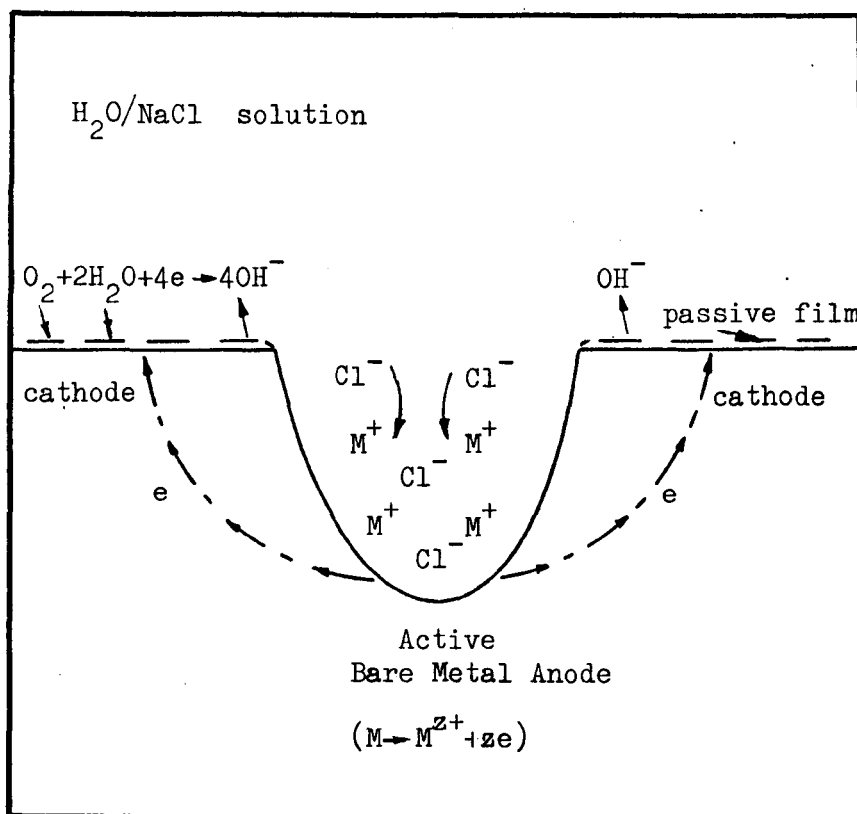 H₂O/NaCl solution
O₂+2H₂O+4e→4OH⁻
OH⁻
passive film
Cl⁻ Cl⁻
cathode cathode
M⁺ M⁺
Cl⁻
e e
M⁺ M⁺
Cl⁻
Active
Bare Metal Anode
(M→M^{z+}+ze)